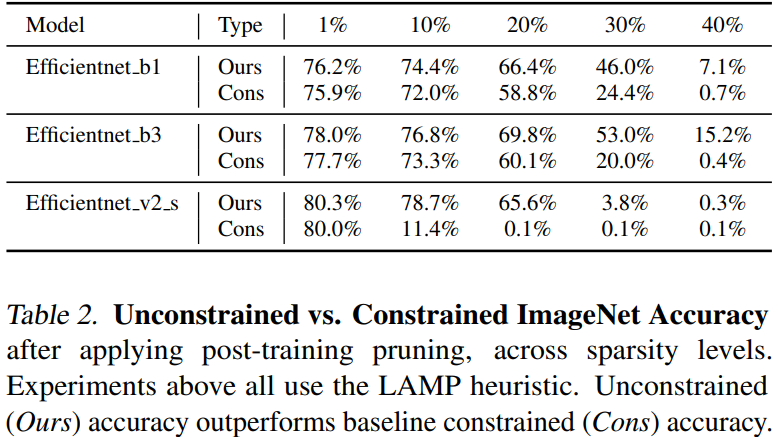 Model Type 1% 10% 20% 30% 40%
Efficientnet_b1 Ours 76.2% 74.4% 66.4% 46.0% 7.1%
Cons 75.9% 72.0% 58.8% 24.4% 0.7%
Efficientnet_b3 Ours 78.0% 76.8% 69.8% 53.0% 15.2%
Cons 77.7% 73.3% 60.1% 20.0% 0.4%
Efficientnet_v2_s Ours 80.3% 78.7% 65.6% 3.8% 0.3%
Cons 80.0% 11.4% 0.1% 0.1% 0.1%
Table 2. Unconstrained vs. Constrained ImageNet Accuracy
after applying post-training pruning, across sparsity levels.
Experiments above all use the LAMP heuristic. Unconstrained
(Ours) accuracy outperforms baseline constrained (Cons) accuracy.